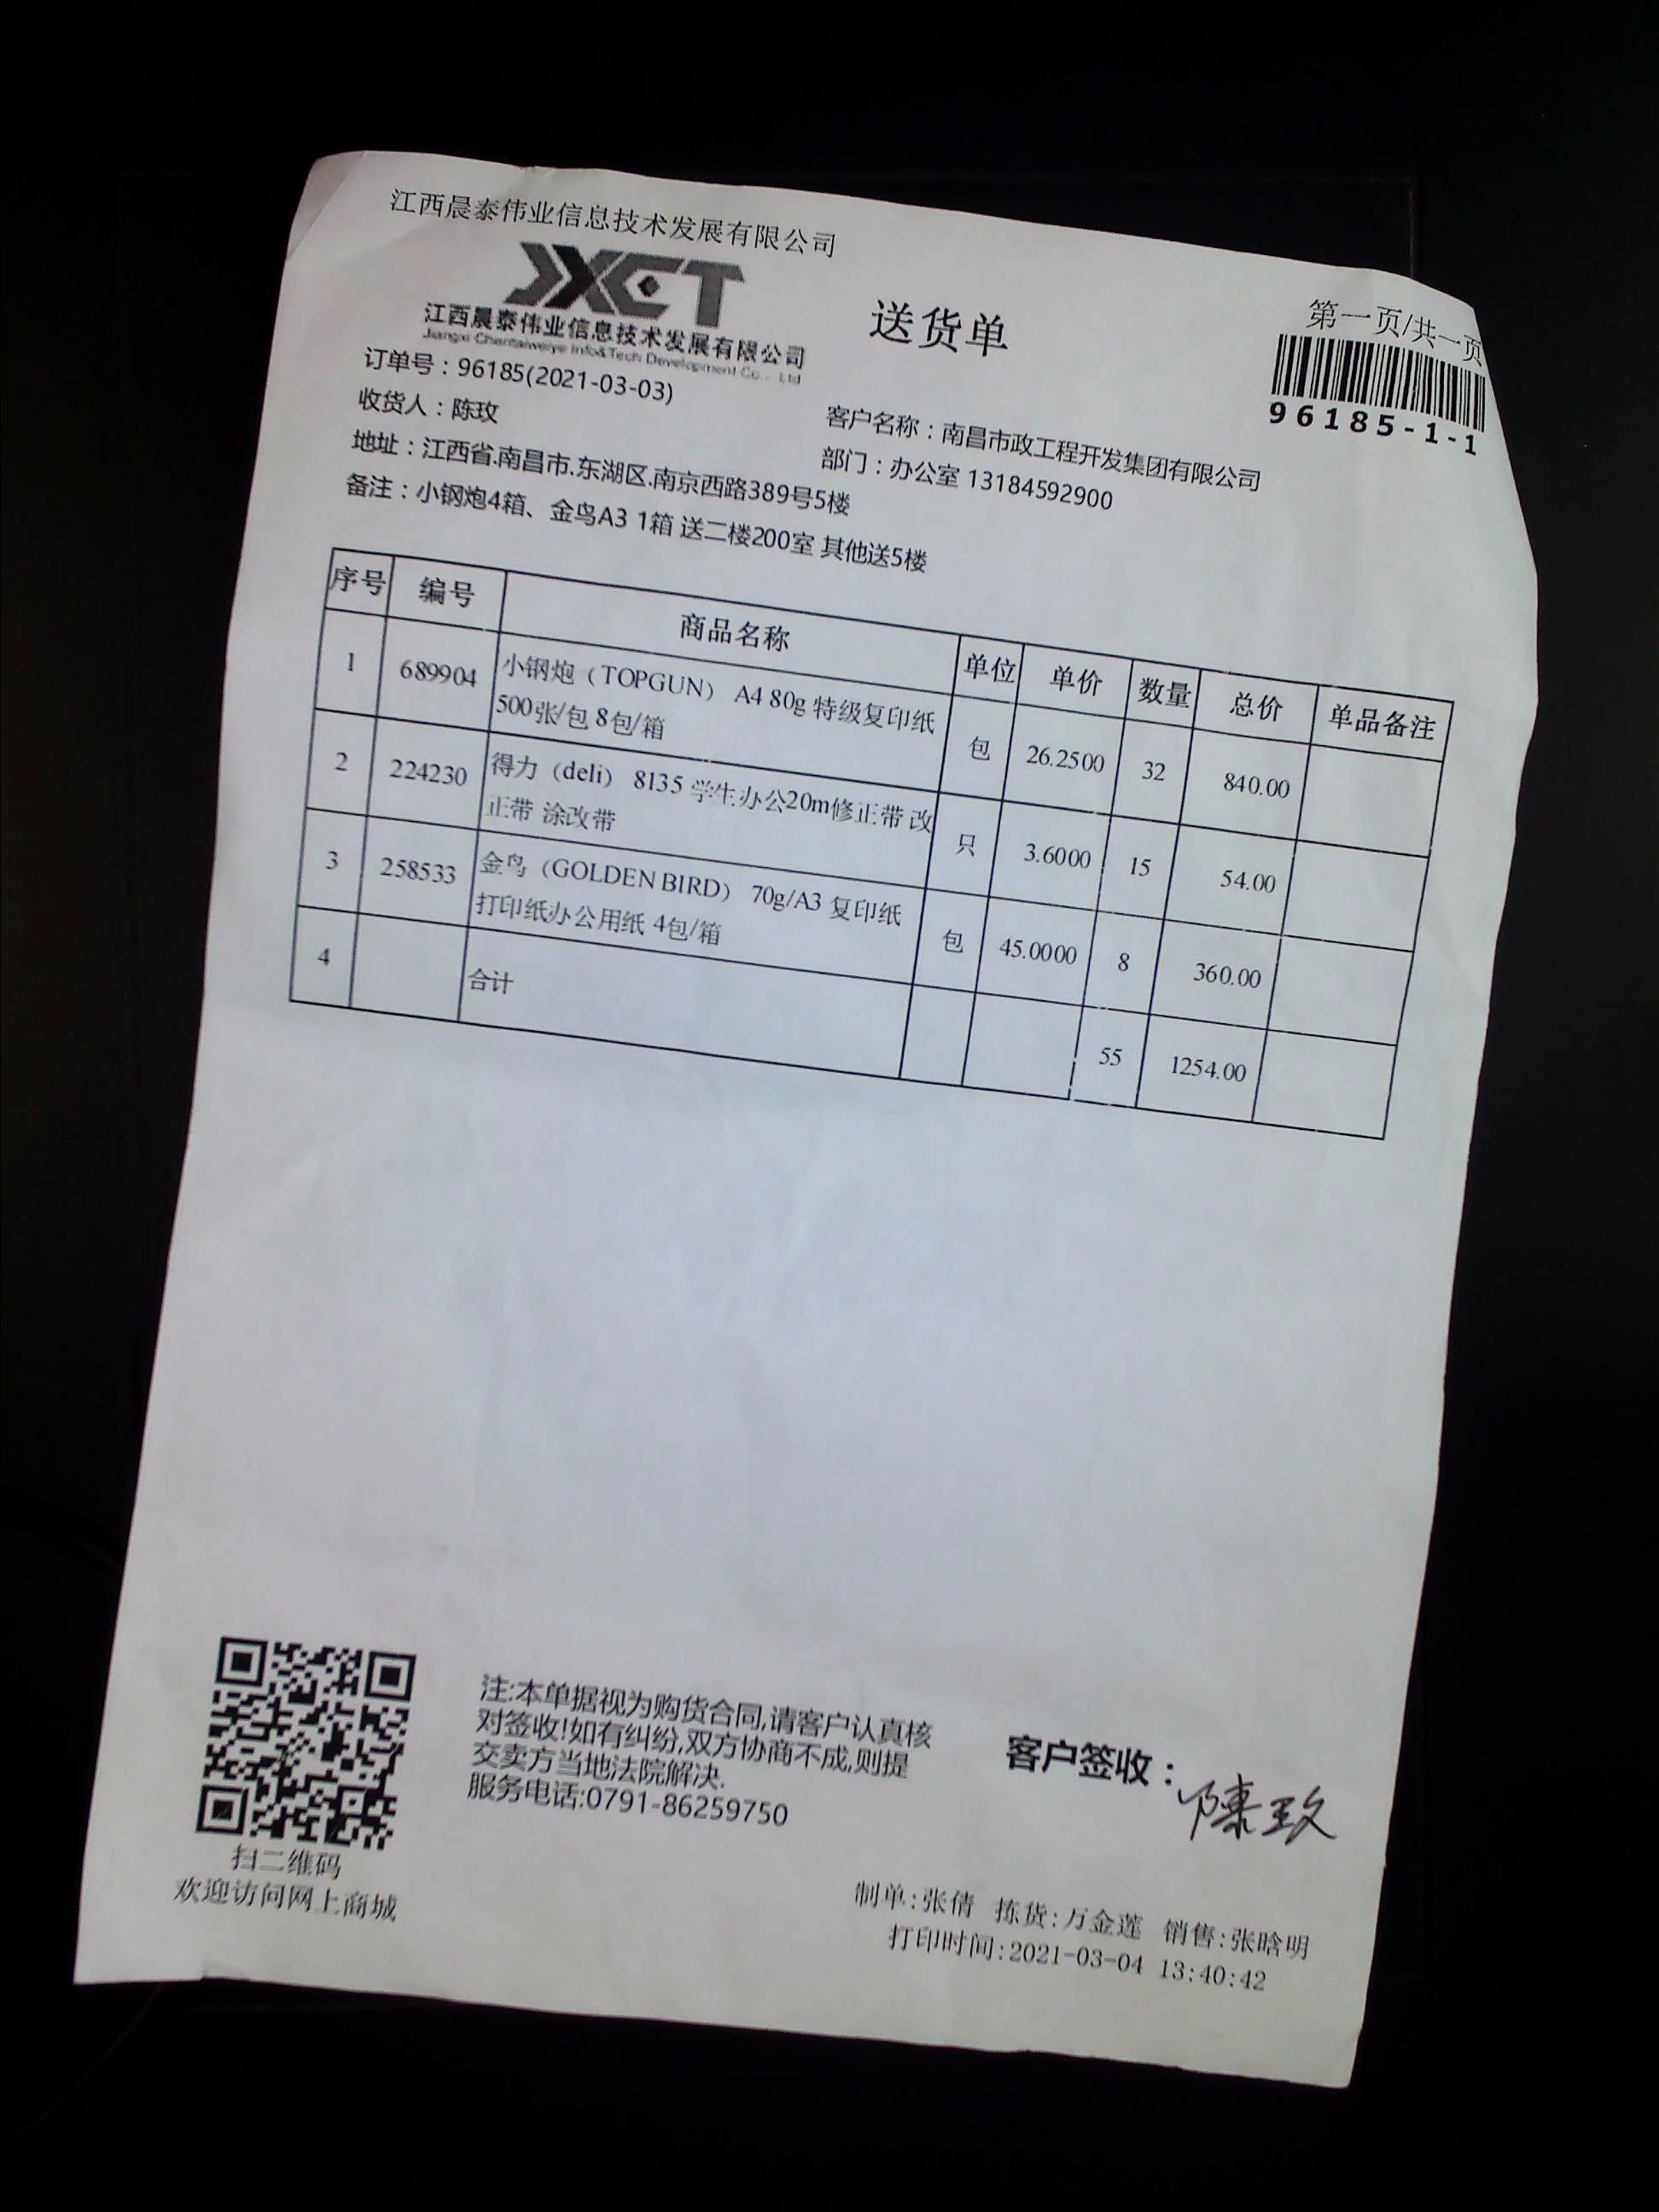 江西晨泰伟业信息技术发展有限公司
JXCT
江西晨泰伟业信息技术发展有限公司
Jiangxi Chentaiweiye Info&Tech Development Co., Ltd
送货单
第一页/共一页
96185-1-1
订单号：96185(2021-03-03)
收货人：陈玫
客户名称：南昌市政工程开发集团有限公司
地址：江西省.南昌市.东湖区.南京西路389号5楼
部门：办公室 13184592900
备注：小钢炮4箱、金鸟A3 1箱 送二楼200室 其他送5楼
序号 编号 商品名称 单位 单价 数量 总价 单品备注
1 689904 小钢炮（TOPGUN） A4 80g 特级复印纸 包 26.2500 32 840.00
500张/包 8包/箱
2 224230 得力（deli） 8135 学生办公20m修正带 改 只 3.6000 15 54.00
正带 涂改带
3 258533 金鸟（GOLDEN BIRD） 70g/A3 复印纸 包 45.0000 8 360.00
打印纸办公用纸 4包/箱
4 合计 55 1254.00
扫二维码
欢迎访问网上商城
注:本单据视为购货合同,请客户认真核
对签收!如有纠纷,双方协商不成,则提
交卖方当地法院解决.
服务电话:0791-86259750
客户签收：陈玫
制单:张倩 拣货:万金莲 销售:张晗明
打印时间:2021-03-04 13:40:42